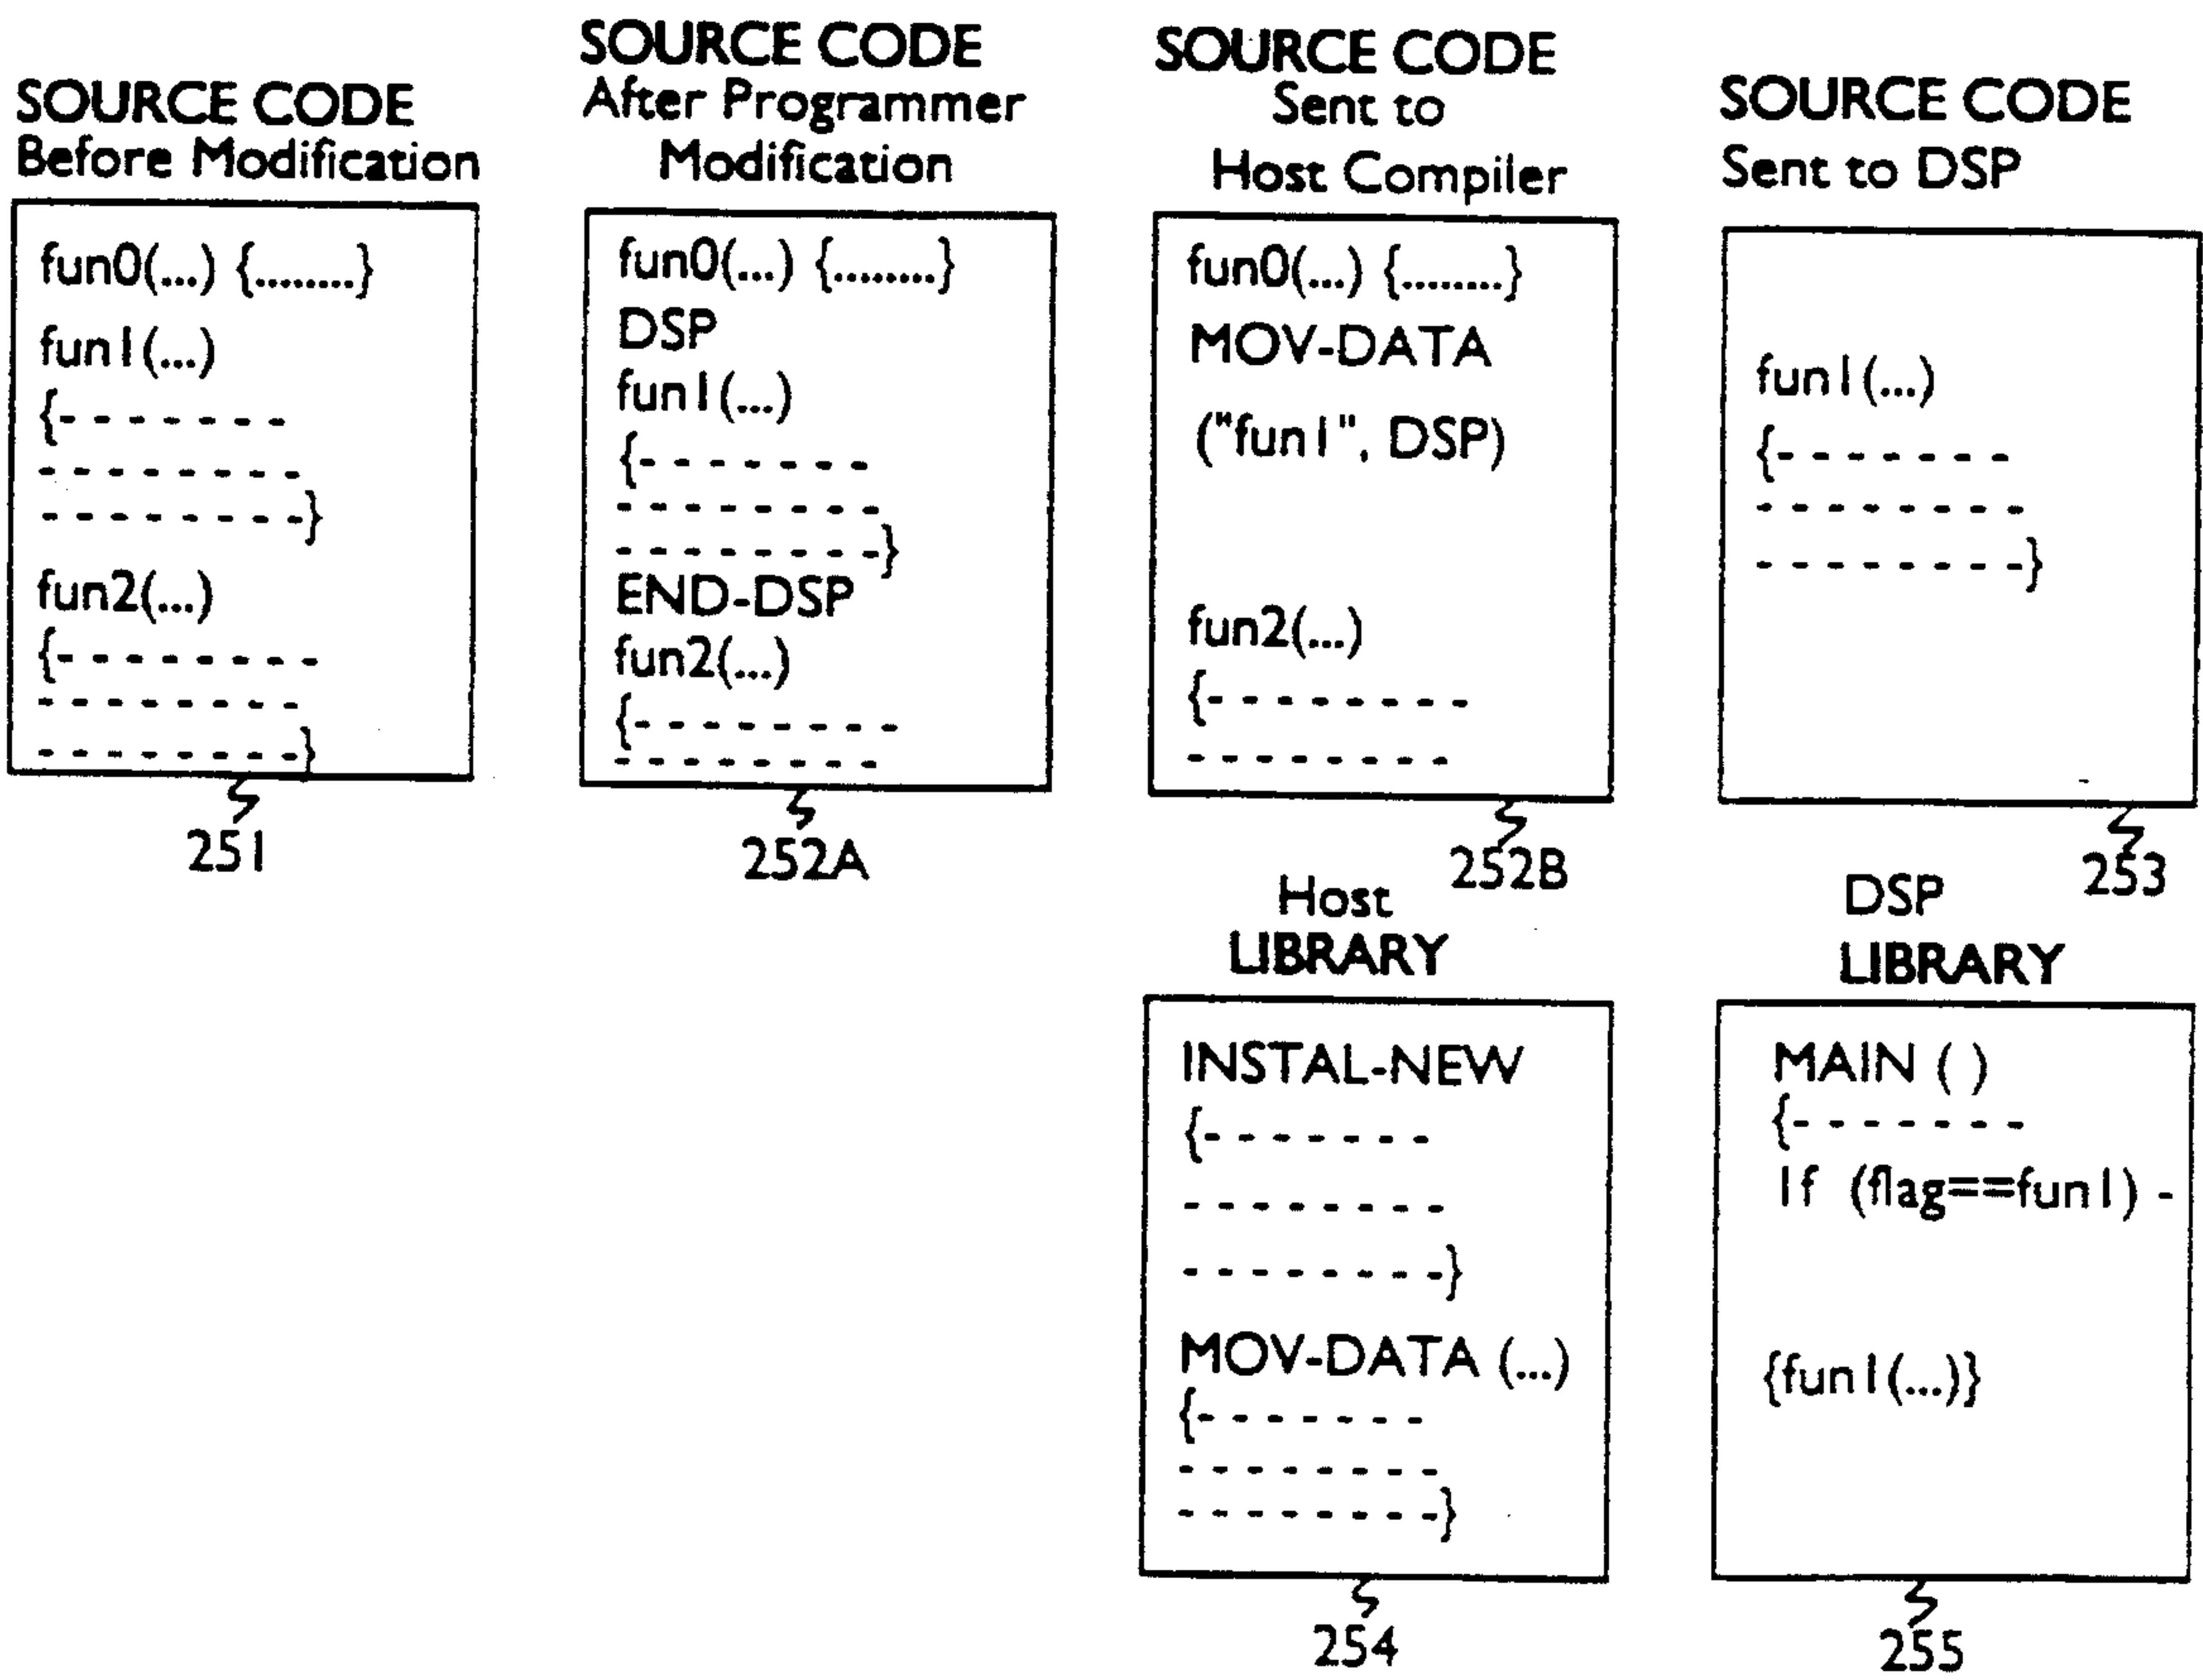 SOURCE CODE
Before Modification
fun0(...) {........}
fun1(...)
{- - - - - - -
- - - - - - - -
- - - - - - - -}
fun2(...)
{- - - - - - - -
- - - - - - - -
- - - - - - - -}
251
SOURCE CODE
After Programmer
Modification
fun0(...) {........}
DSP
fun1(...)
{- - - - - - -
- - - - - - - -
- - - - - - - -}
END-DSP
fun2(...)
{- - - - - - - -
- - - - - - - -
252A
SOURCE CODE
Sent to
Host Compiler
fun0(...) {........}
MOV-DATA
("fun1", DSP)
fun2(...)
{- - - - - - - -
- - - - - - - -
252B
SOURCE CODE
Sent to DSP
fun1(...)
{- - - - - - -
- - - - - - - -
- - - - - - - -}
253
Host
LIBRARY
INSTAL-NEW
{- - - - - - -
- - - - - - - -
- - - - - - - -}
MOV-DATA (...)
{- - - - - - -
- - - - - - - -
- - - - - - - -}
254
DSP
LIBRARY
MAIN ( )
{- - - - - - -
If (flag==fun1) -
{fun1(...)}
255